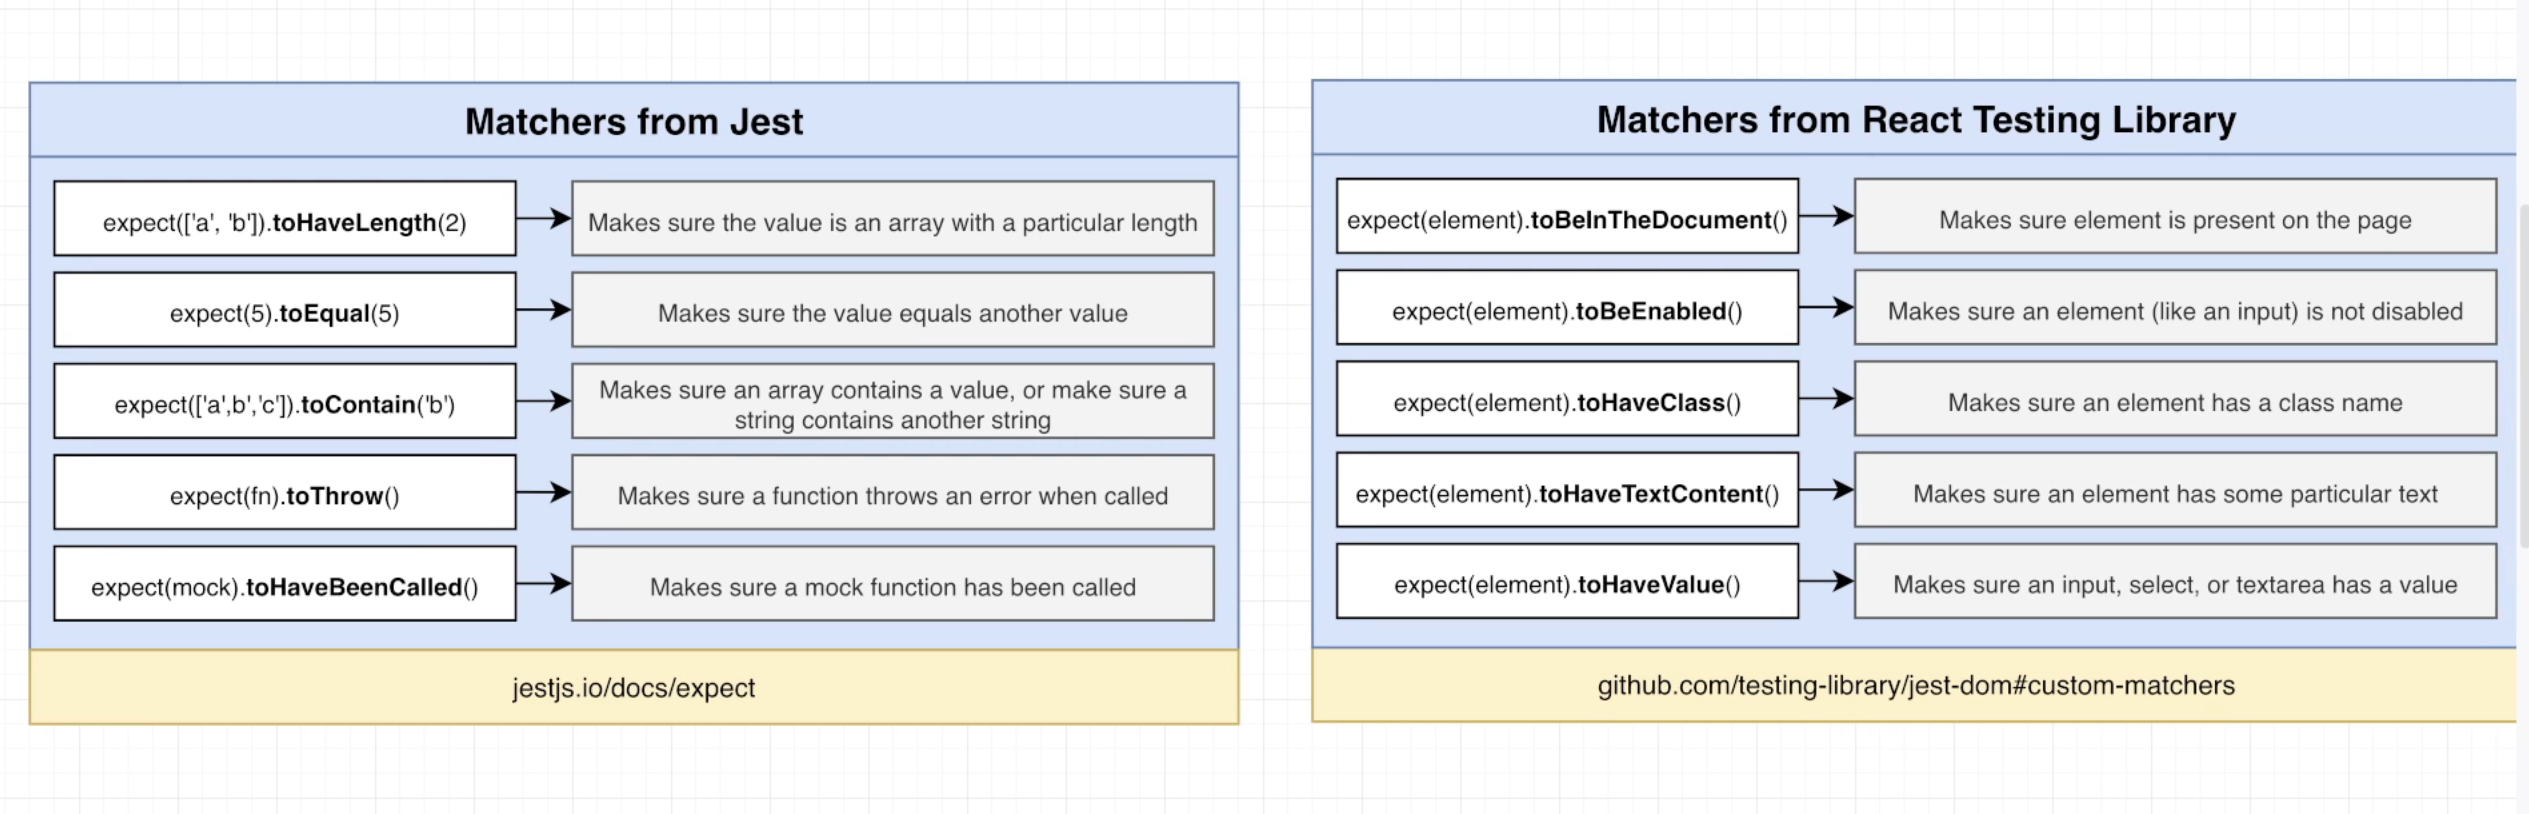 Matchers from Jest
expect(['a', 'b']).toHaveLength(2)
Makes sure the value is an array with a particular length
expect(5).toEqual(5)
Makes sure the value equals another value
expect(['a',b','c']).toContain('b')
Makes sure an array contains a value, or make sure a
string contains another string
expect(fn).toThrow()
Makes sure a function throws an error when called
expect(mock).toHaveBeenCalled()
Makes sure a mock function has been called
jestjs.io/docs/expect
Matchers from React Testing Library
expect(element).toBeInTheDocument()
Makes sure element is present on the page
expect(element).toBeEnabled()
Makes sure an element (like an input) is not disabled
expect(element).toHaveClass()
Makes sure an element has a class name
expect(element).toHaveTextContent()
Makes sure an element has some particular text
expect(element).toHaveValue()
Makes sure an input, select, or textarea has a value
github.com/testing-library/jest-dom#custom-matchers